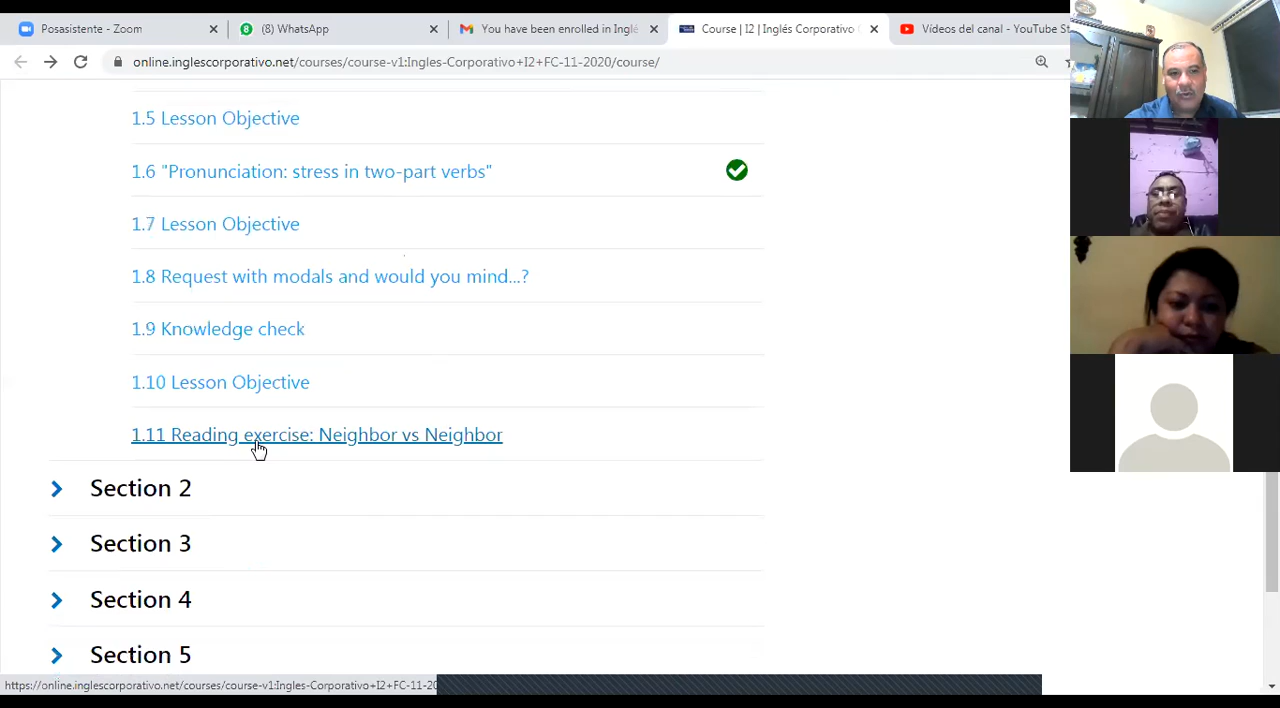 Posasistente - Zoom
(8) WhatsApp
You have been enrolled in Inglé
Course | I2 | Inglés Corporativo
Vídeos del canal - YouTube St
online.inglescorporativo.net/courses/course-v1:Ingles-Corporativo+I2+FC-11-2020/course/
1.5 Lesson Objective
1.6 "Pronunciation: stress in two-part verbs"
1.7 Lesson Objective
1.8 Request with modals and would you mind...?
1.9 Knowledge check
1.10 Lesson Objective
1.11 Reading exercise: Neighbor vs Neighbor
Section 2
Section 3
Section 4
Section 5
https://online.inglescorporativo.net/courses/course-v1:Ingles-Corporativo+I2+FC-11-20